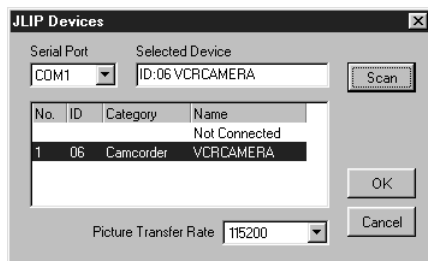 JLIP Devices
Serial Port Selected Device
COM1 ID:06 VCRCAMERA Scan
No. ID Category Name
Not Connected
1 06 Camcorder VCRCAMERA
OK
Picture Transfer Rate 115200 Cancel